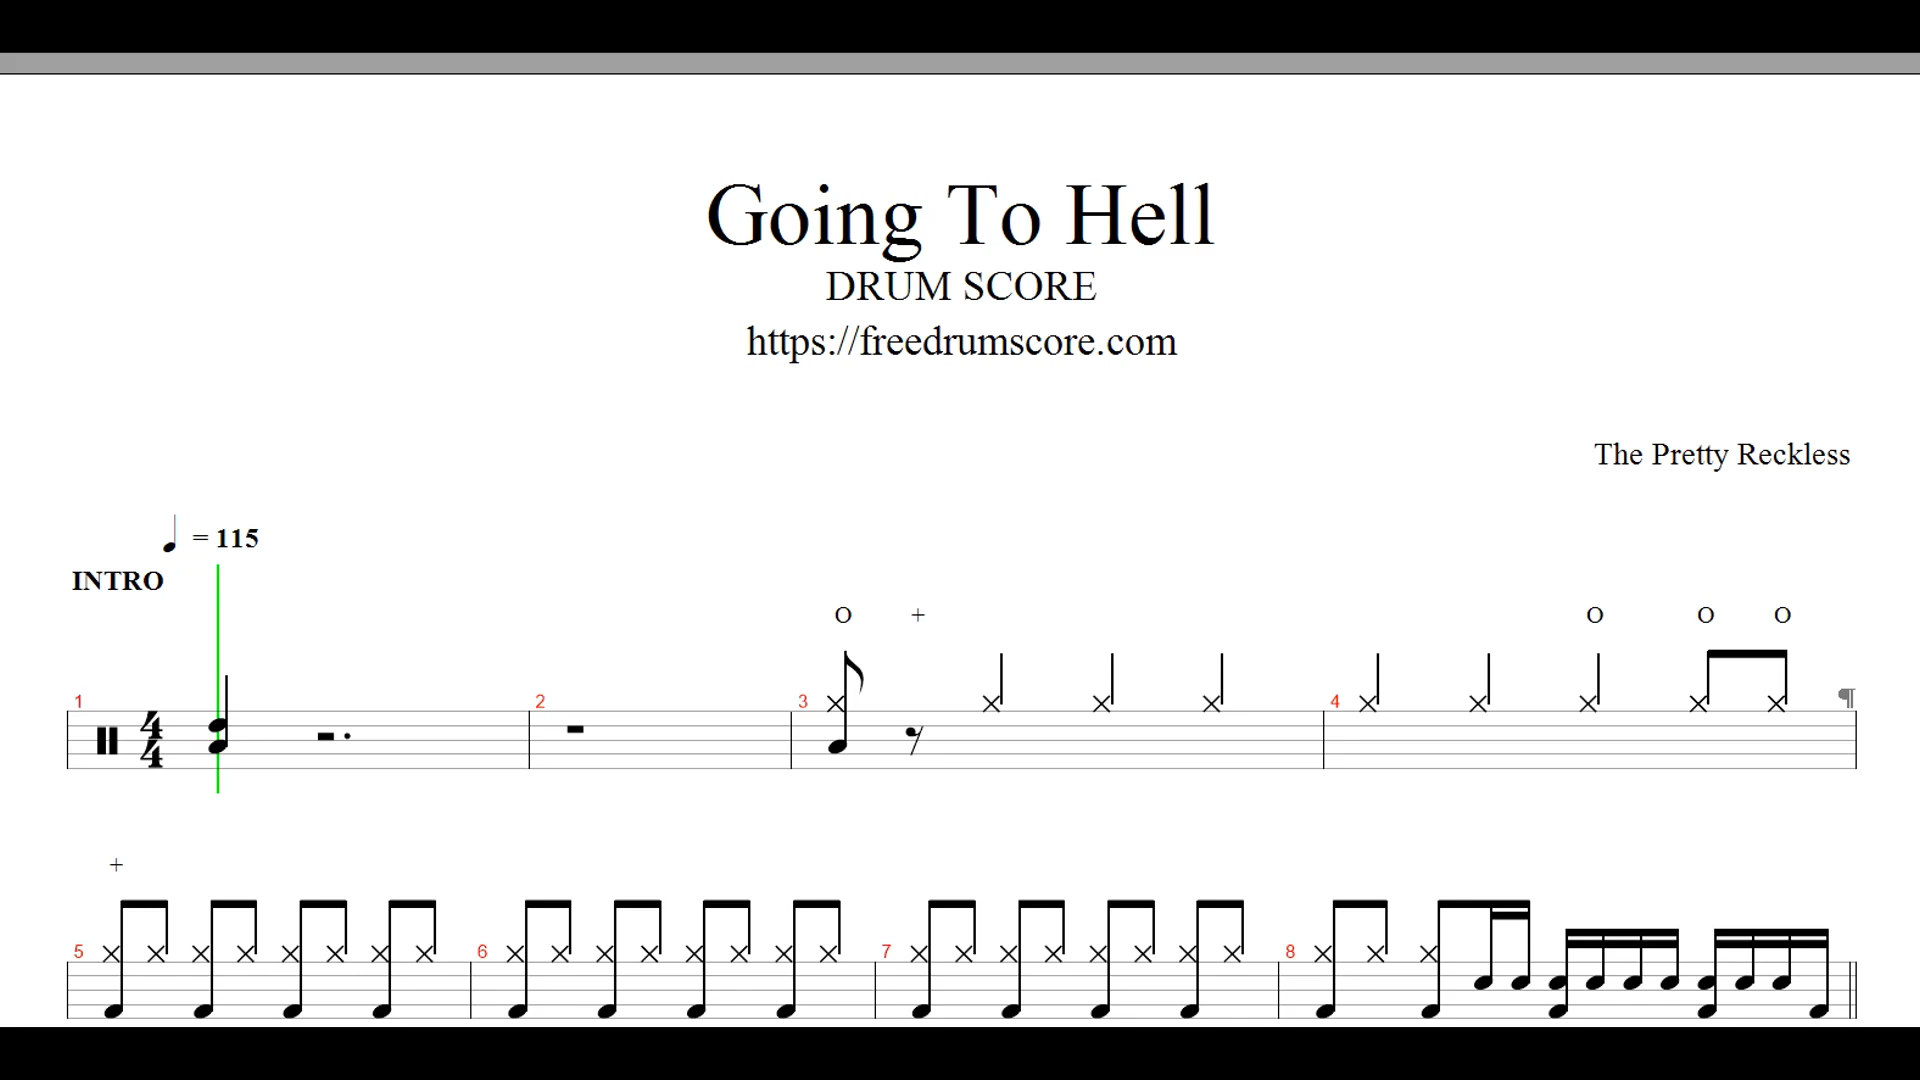 Going To Hell
DRUM SCORE
https://freedrumscore.com
The Pretty Reckless
= 115
INTRO
O + O O O
1 2 3 4 ¶
4
4
+
5 6 7 8